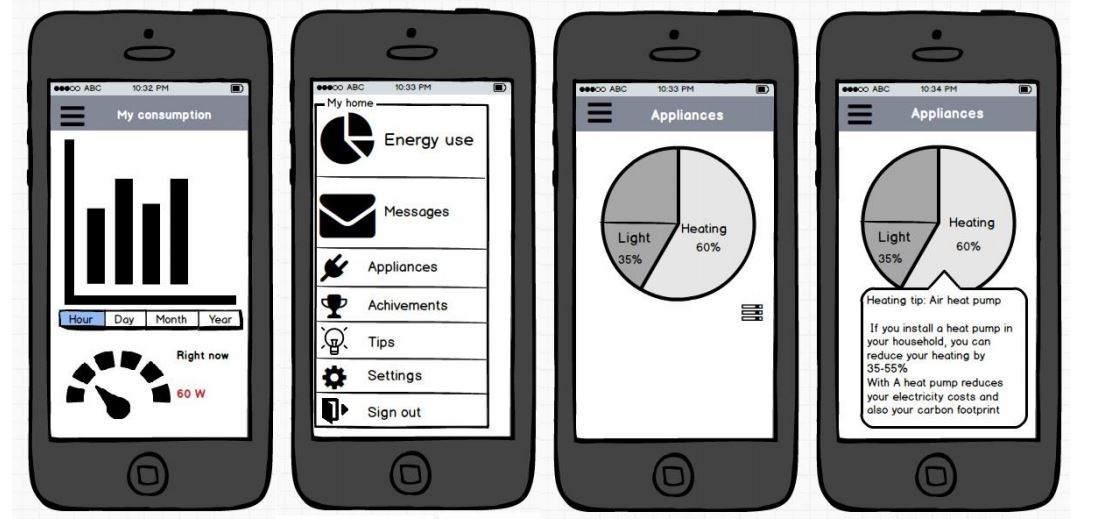 ABC 10:32 PM
My consumption
Hour Day Month Year
Right now
60 W
ABC 10:33 PM
My home
Energy use
Messages
Appliances
Achivements
Tips
Settings
Sign out
ABC 10:33 PM
Appliances
Light
35%
Heating
60%
ABC 10:34 PM
Appliances
Light
35%
Heating
60%
Heating tip: Air heat pump
If you install a heat pump in
your household, you can
reduce your heating by
35-55%
With A heat pump reduces
your electricity costs and
also your carbon footprint